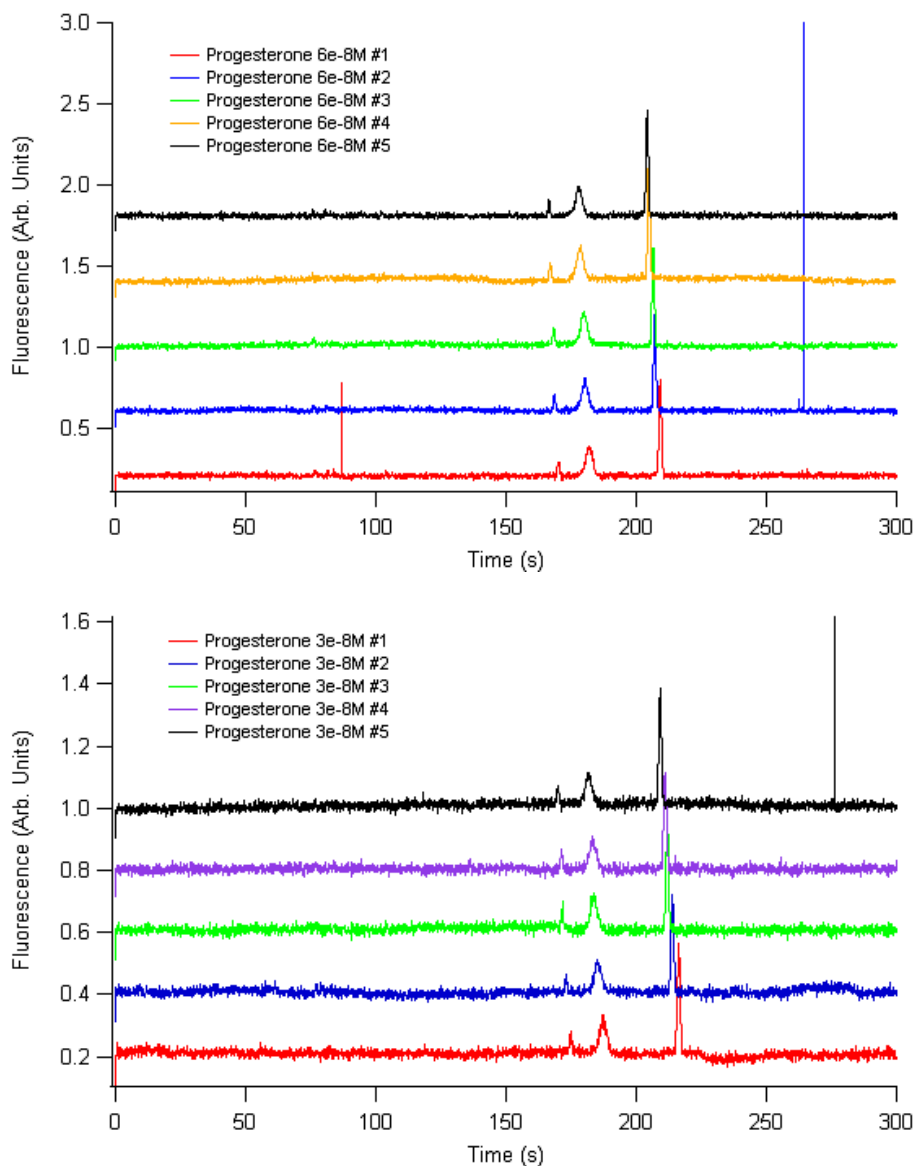 3.0
Progesterone 6e-8M #1
Progesterone 6e-8M #2
2.5
Progesterone 6e-8M #3
Progesterone 6e-8M #4
Progesterone 6e-8M #5
2.0
Fluorescence (Arb. Units)
1.5
1.0
0.5
0 50 100 150 200 250 300
Time (s)
1.6
Progesterone 3e-8M #1
Progesterone 3e-8M #2
Progesterone 3e-8M #3
1.4
Progesterone 3e-8M #4
Progesterone 3e-8M #5
1.2
Fluorescence (Arb. Units)
1.0
0.8
0.6
0.4
0.2
0 50 100 150 200 250 300
Time (s)